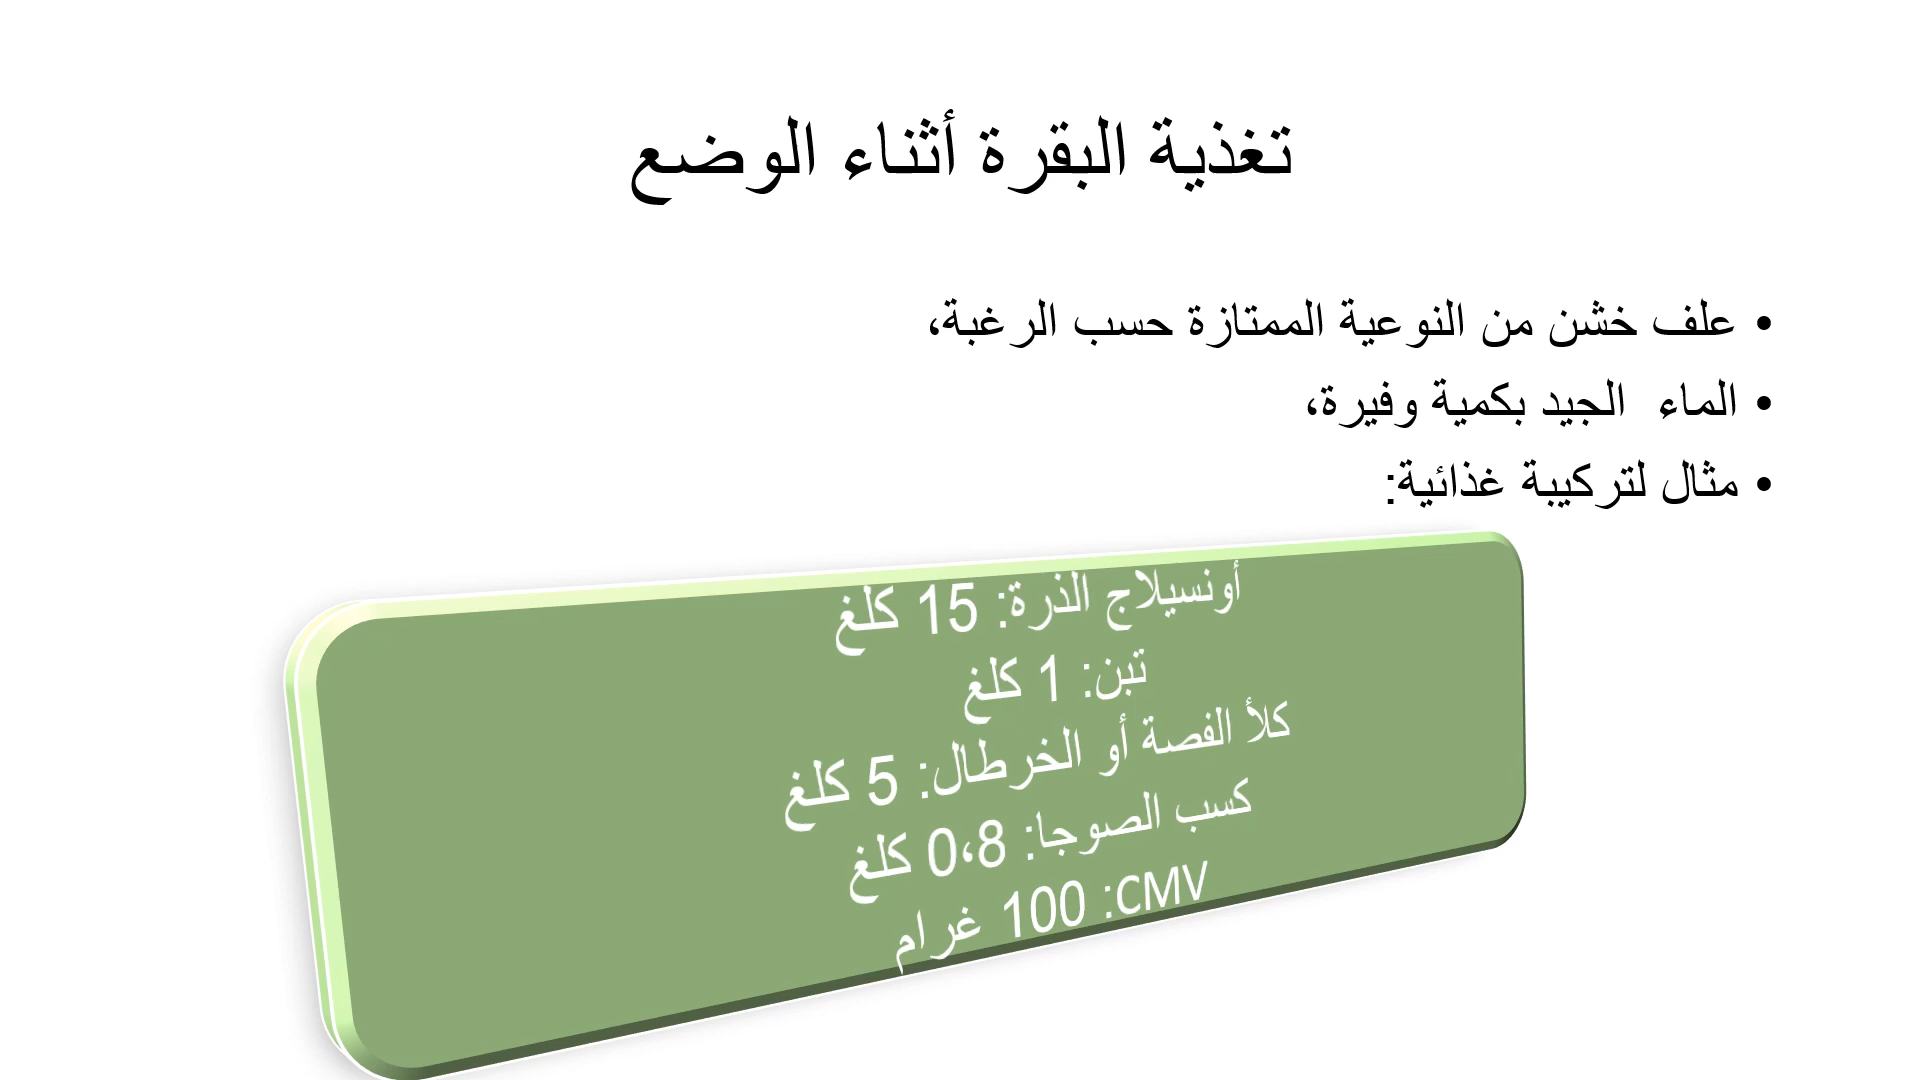 تغذية البقرة أثناء الوضع
• علف خشن من النوعية الممتازة حسب الرغبة،
• الماء الجيد بكمية وفيرة،
• مثال لتركيبة غذائية:
أونسيلاج الذرة: 15 كلغ
تبن: 1 كلغ
كلأ الفصة أو الخرطال: 5 كلغ
كسب الصوجا: 0،8 كلغ
CMV: 100 غرام